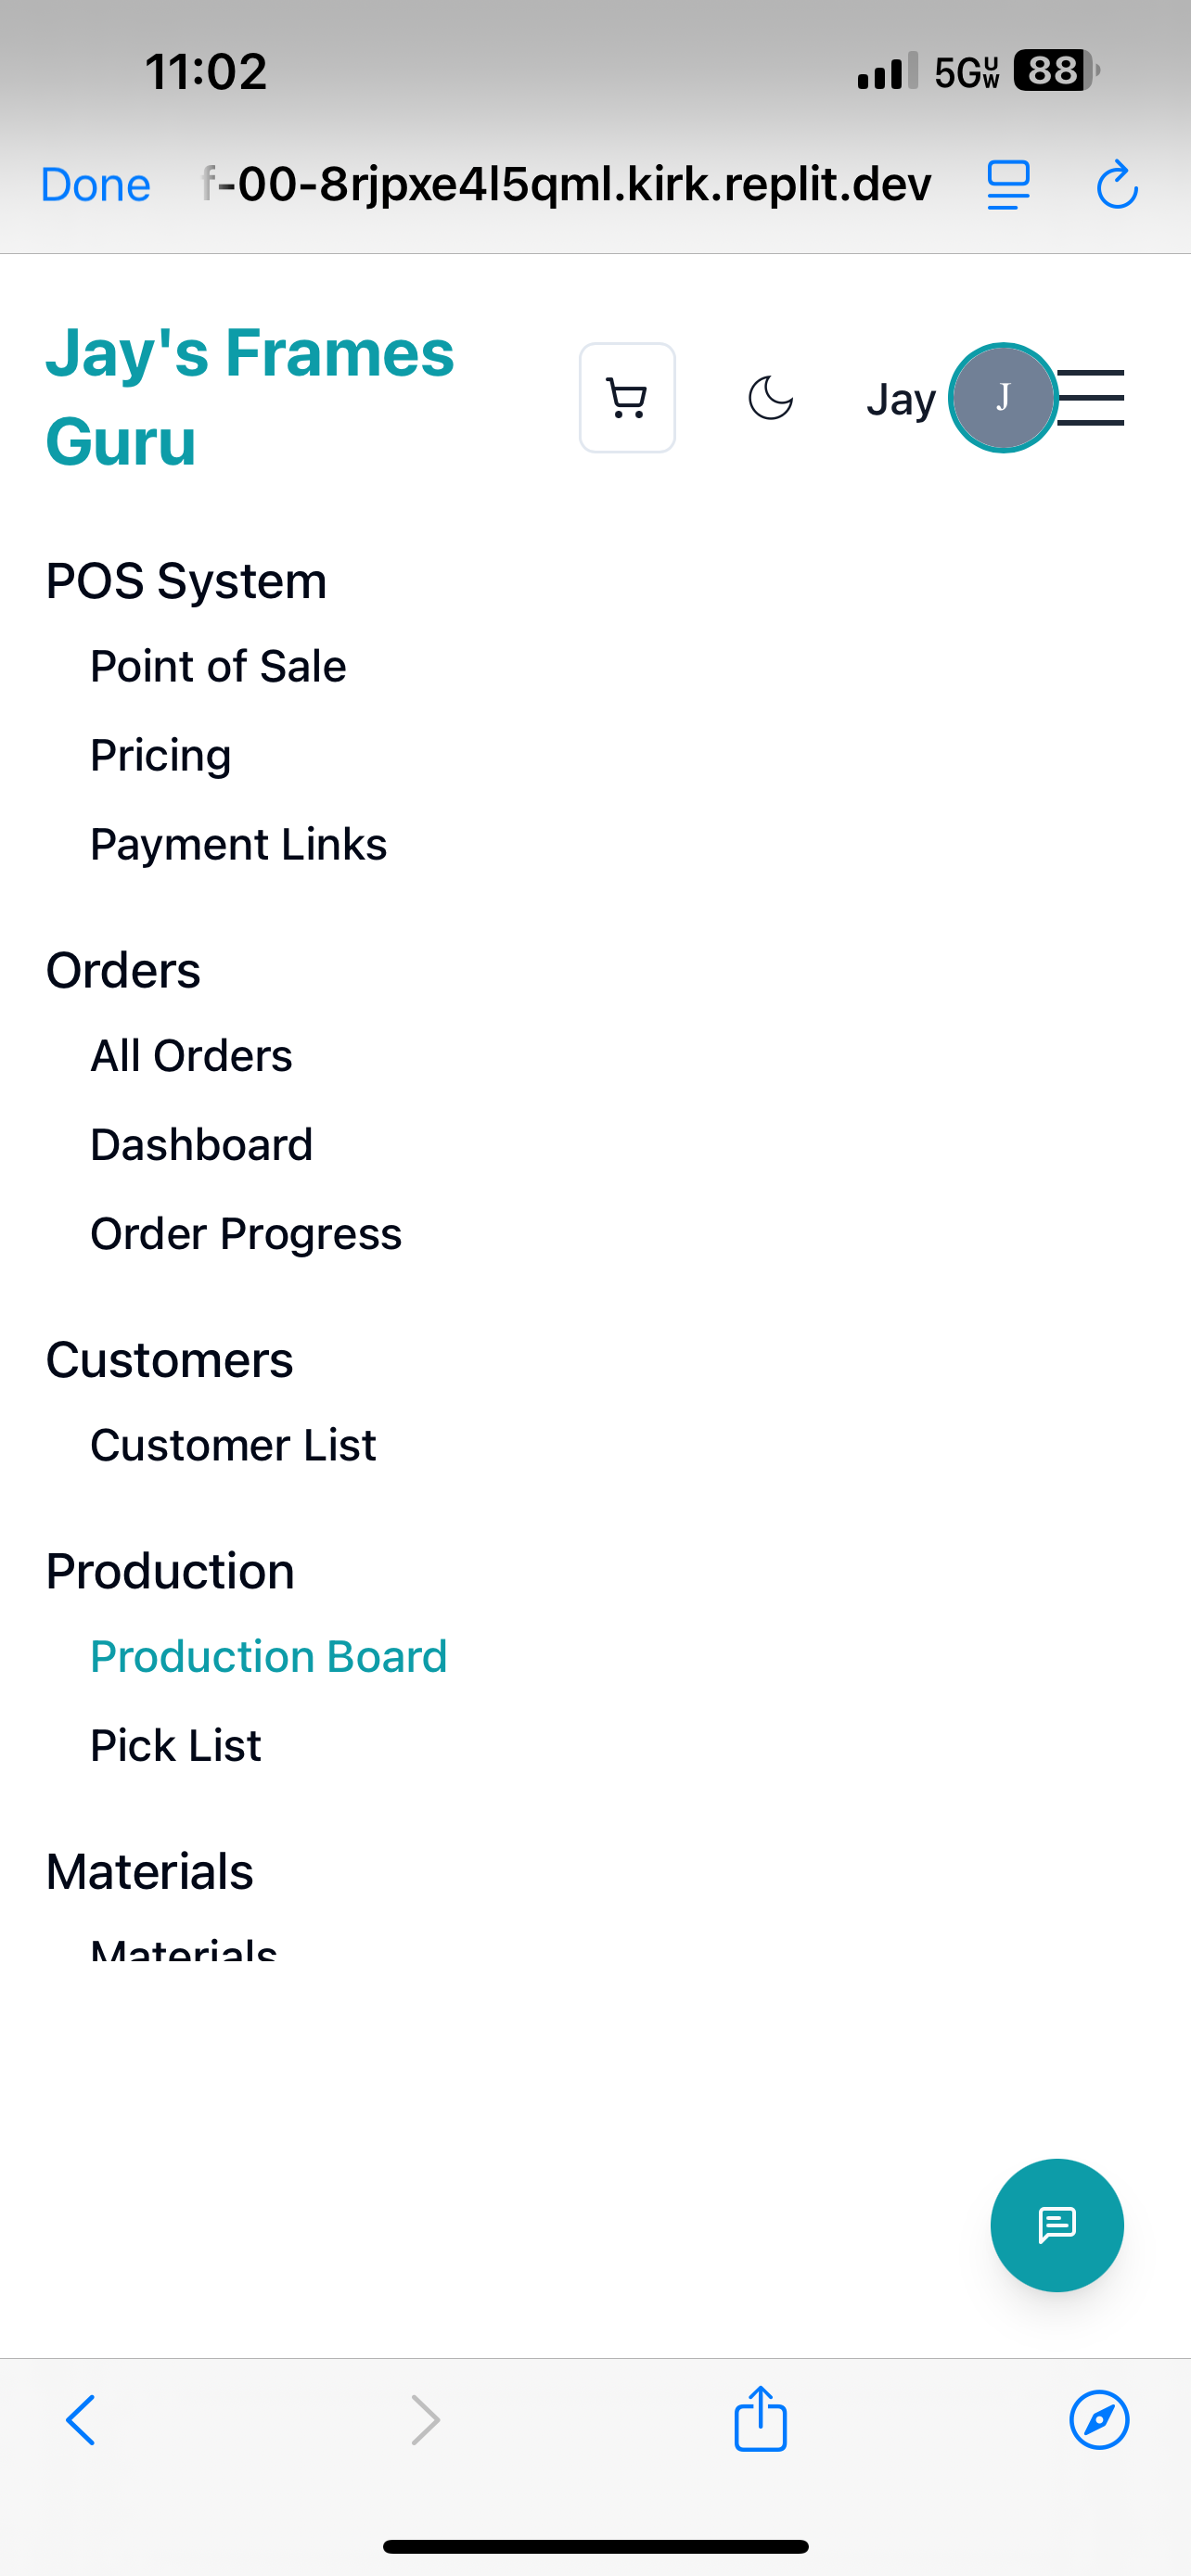 11:02
5G UW 88
Done f-00-8rjpxe4l5qml.kirk.replit.dev
Jay's Frames
Guru
Jay J
POS System
Point of Sale
Pricing
Payment Links
Orders
All Orders
Dashboard
Order Progress
Customers
Customer List
Production
Production Board
Pick List
Materials
Materials